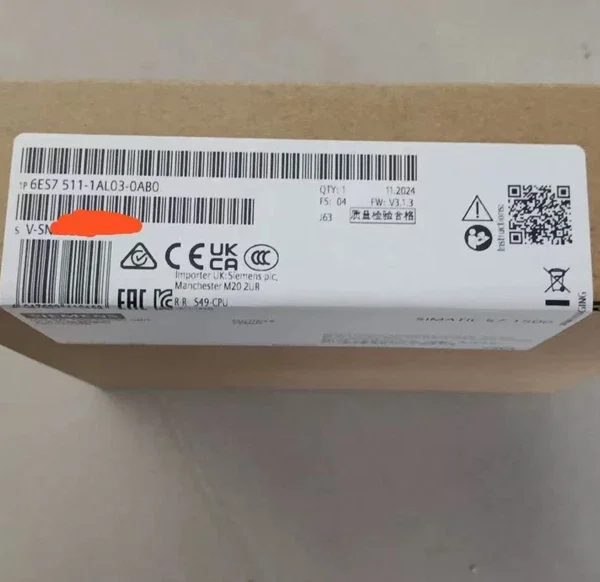 1P 6ES7 511-1AL03-0AB0
QTY: 1 11.2024
FS: 04 FW: V3.1.3
J63 质量检验合格
S V-SN
Instructions
CE UK CA CCC
Importer UK: Siemens plc,
Manchester M20 2UR
EAC
R-R- S49-CPU
SIEMENS
SIMATIC S7-1500